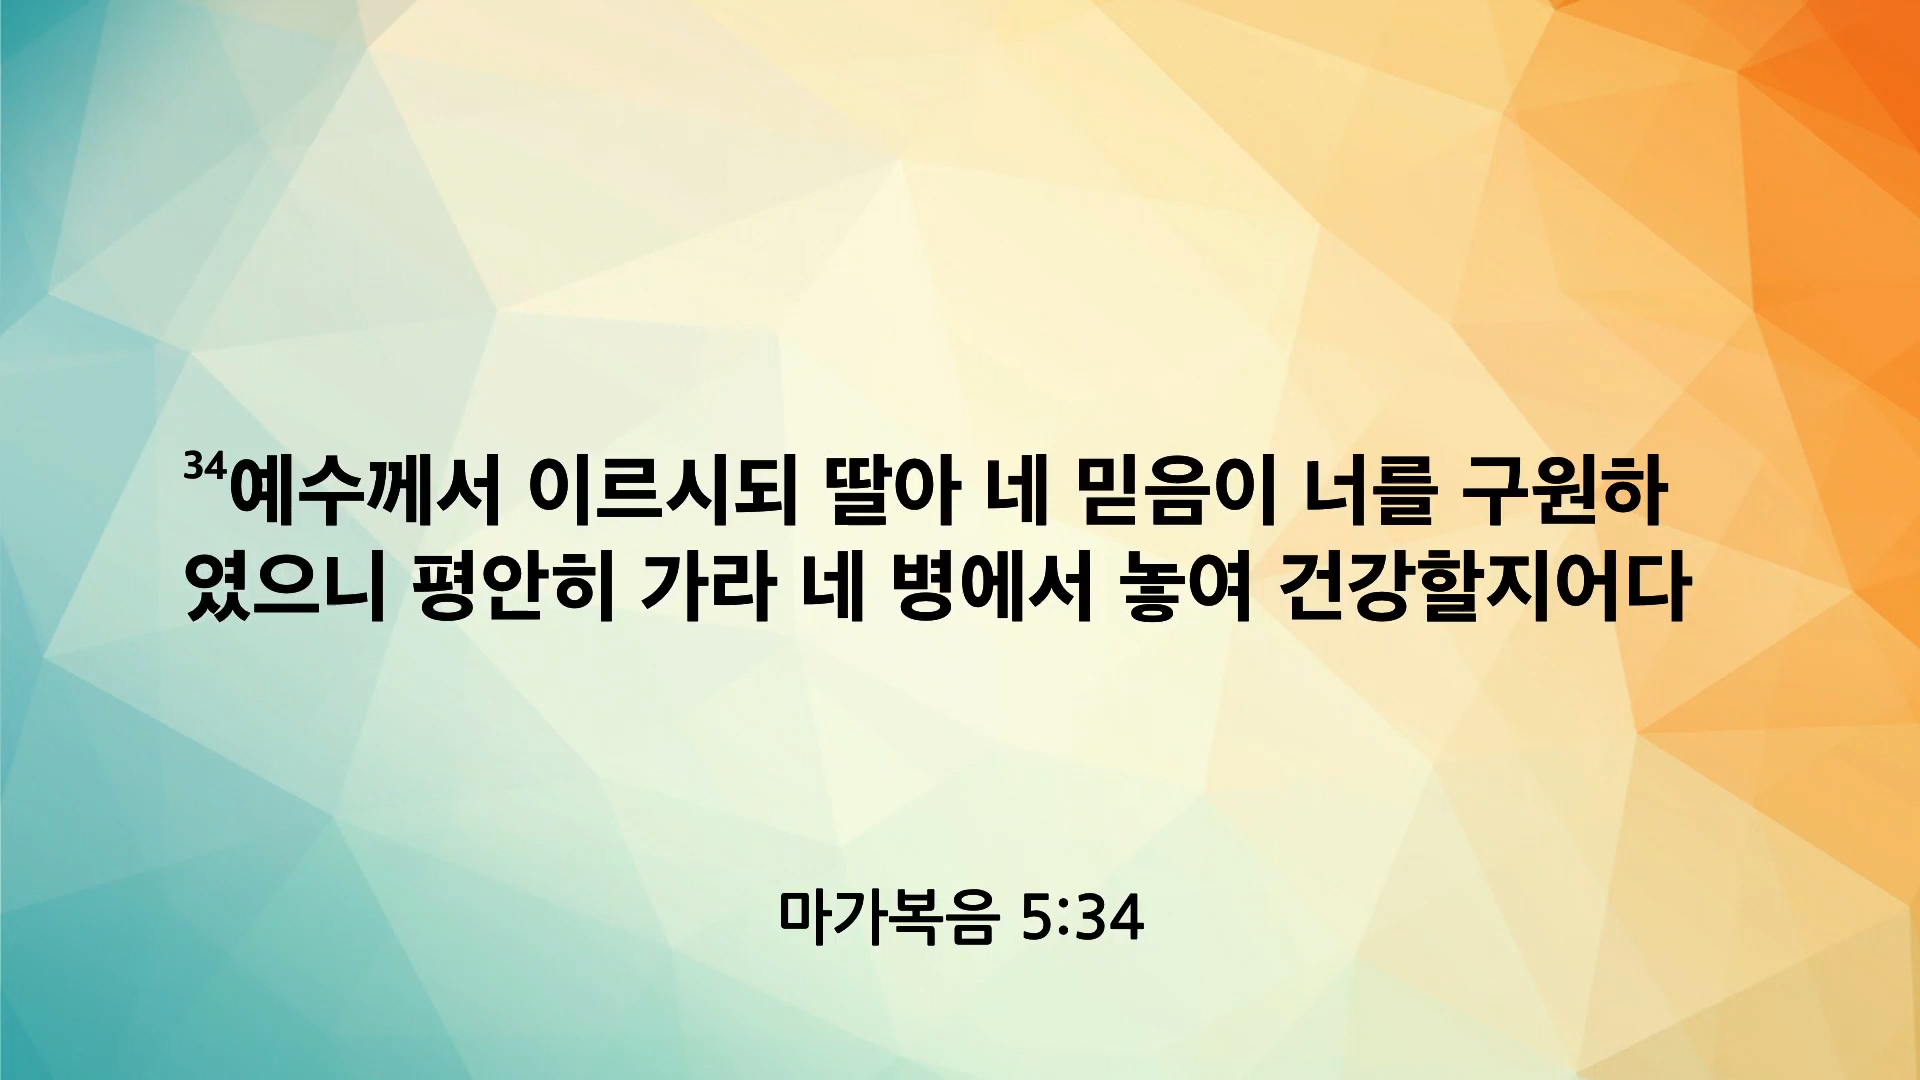 34예수께서 이르시되 딸아 네 믿음이 너를 구원하
였으니 평안히 가라 네 병에서 놓여 건강할지어다
마가복음 5:34